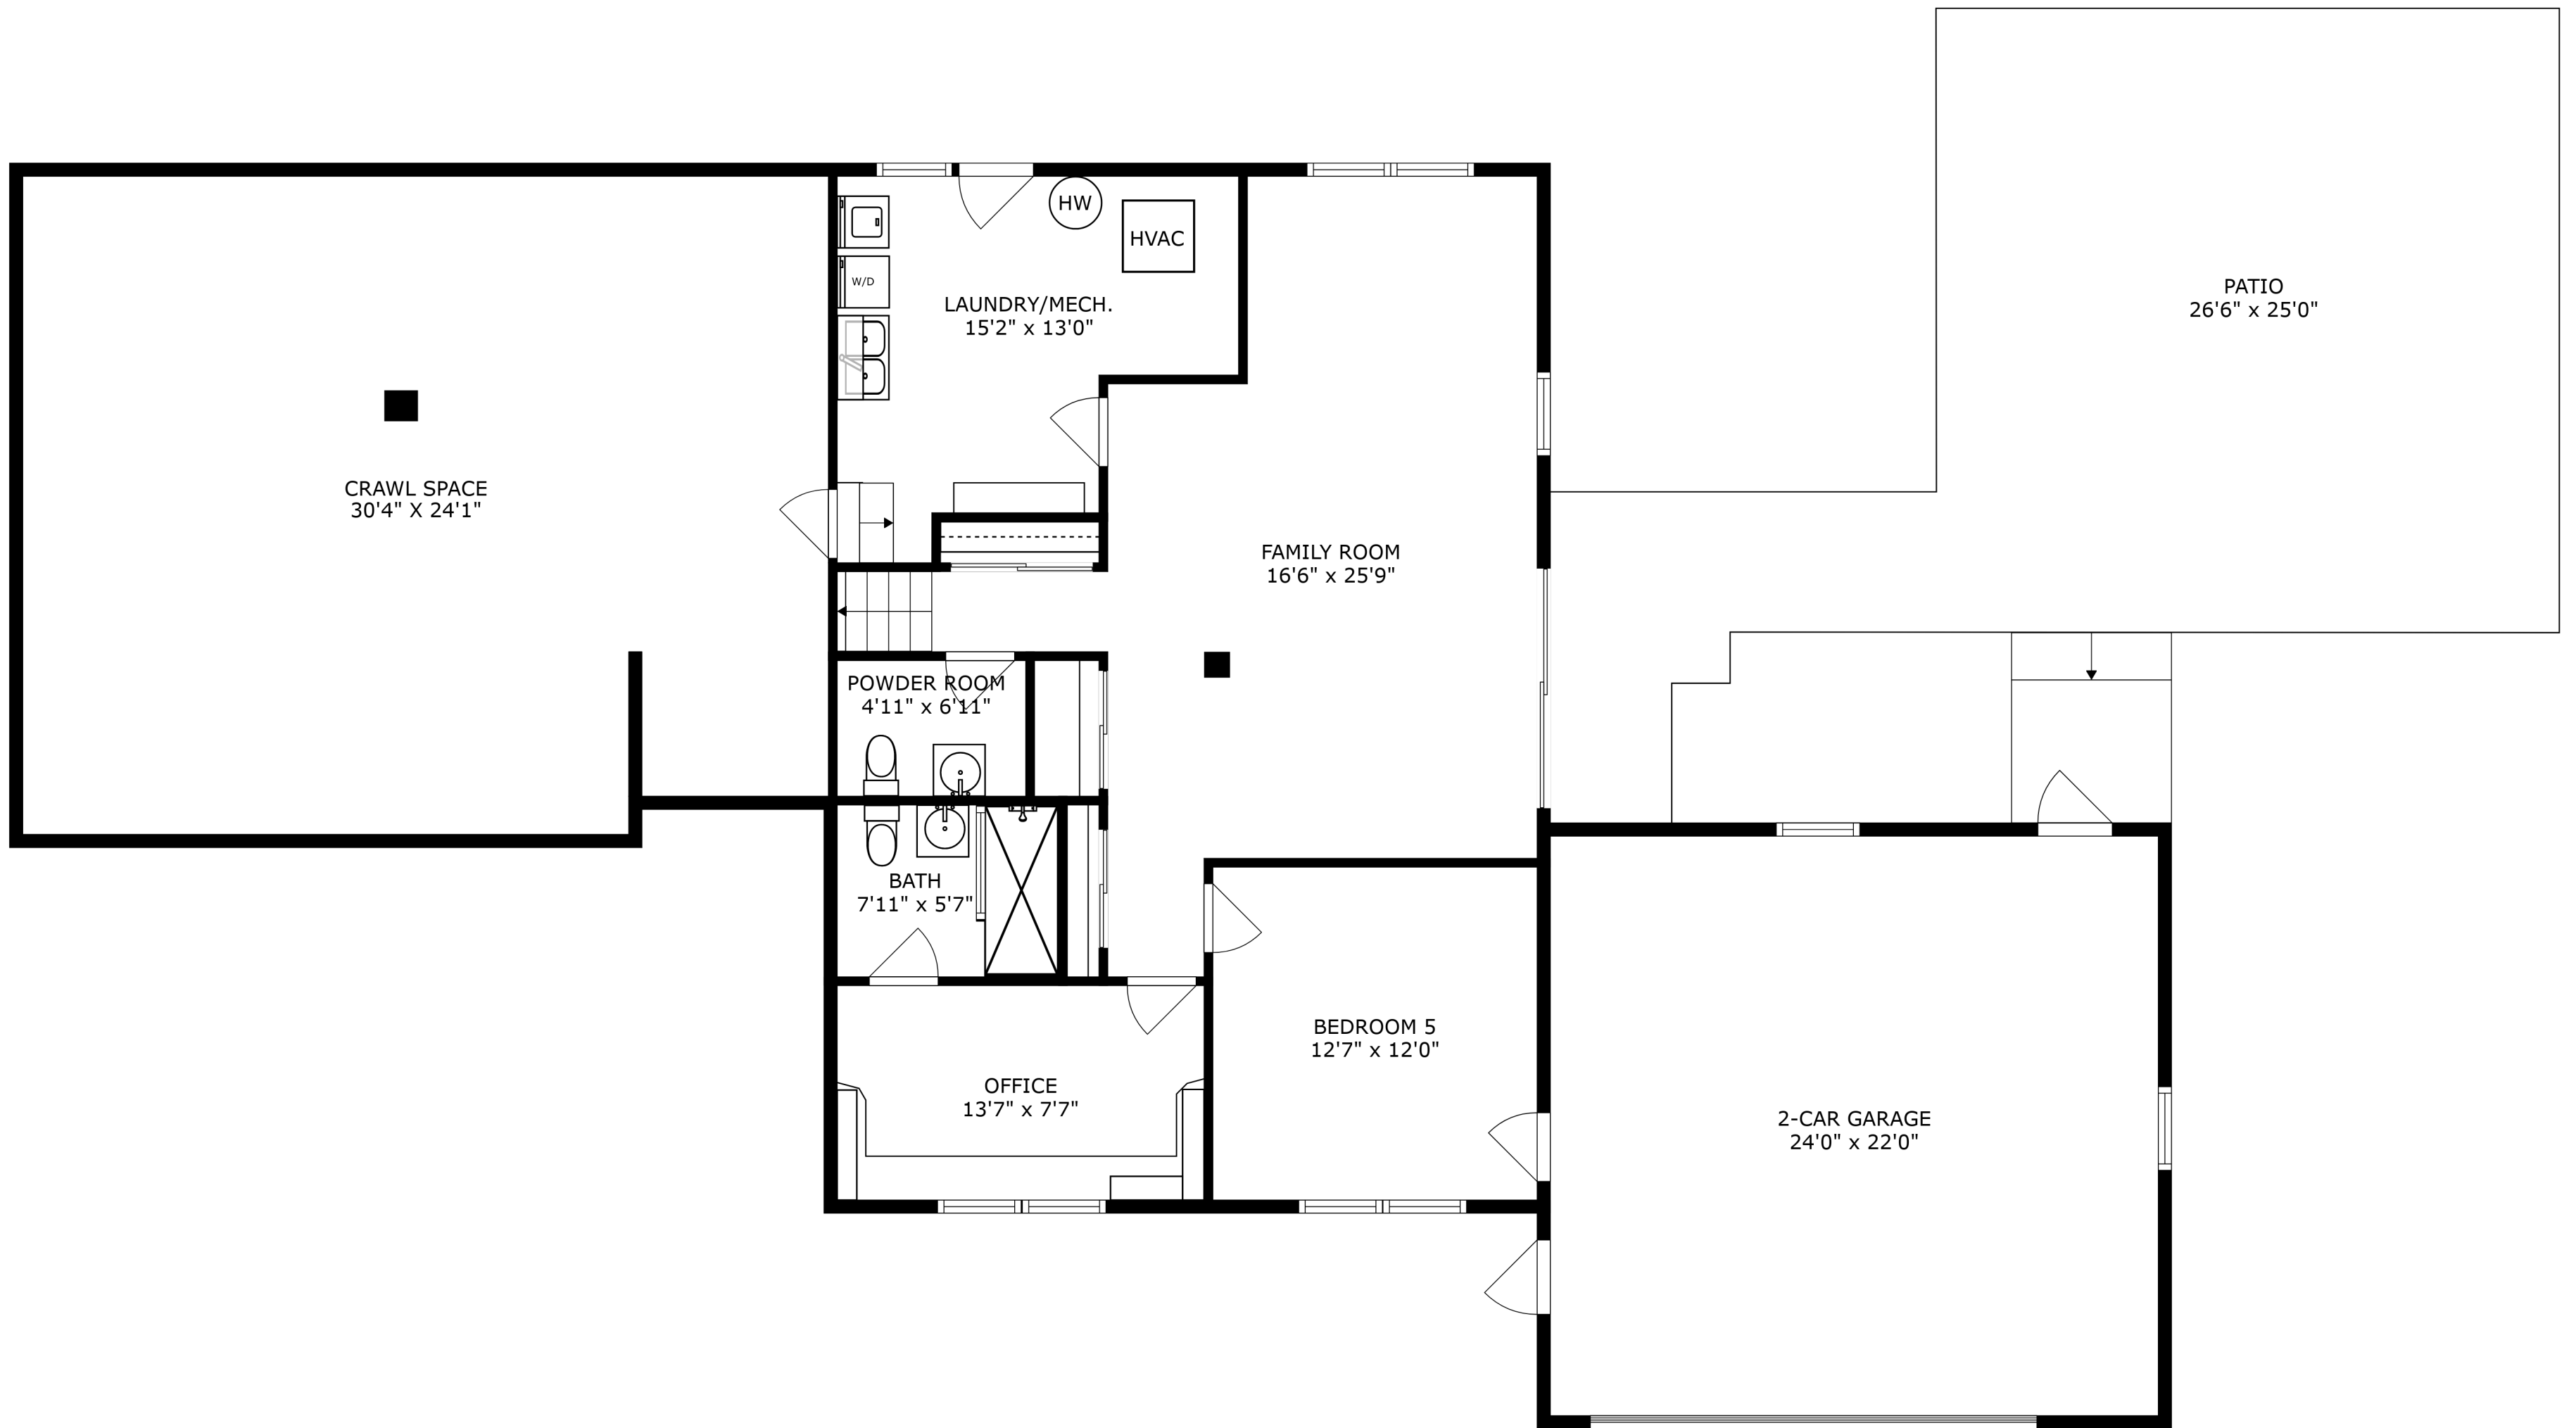 HW
HVAC
W/D
LAUNDRY/MECH.
15'2" x 13'0"
PATIO
26'6" x 25'0"
CRAWL SPACE
30'4" X 24'1"
FAMILY ROOM
16'6" x 25'9"
POWDER ROOM
4'11" x 6'11"
BATH
7'11" x 5'7"
BEDROOM 5
12'7" x 12'0"
OFFICE
13'7" x 7'7"
2-CAR GARAGE
24'0" x 22'0"